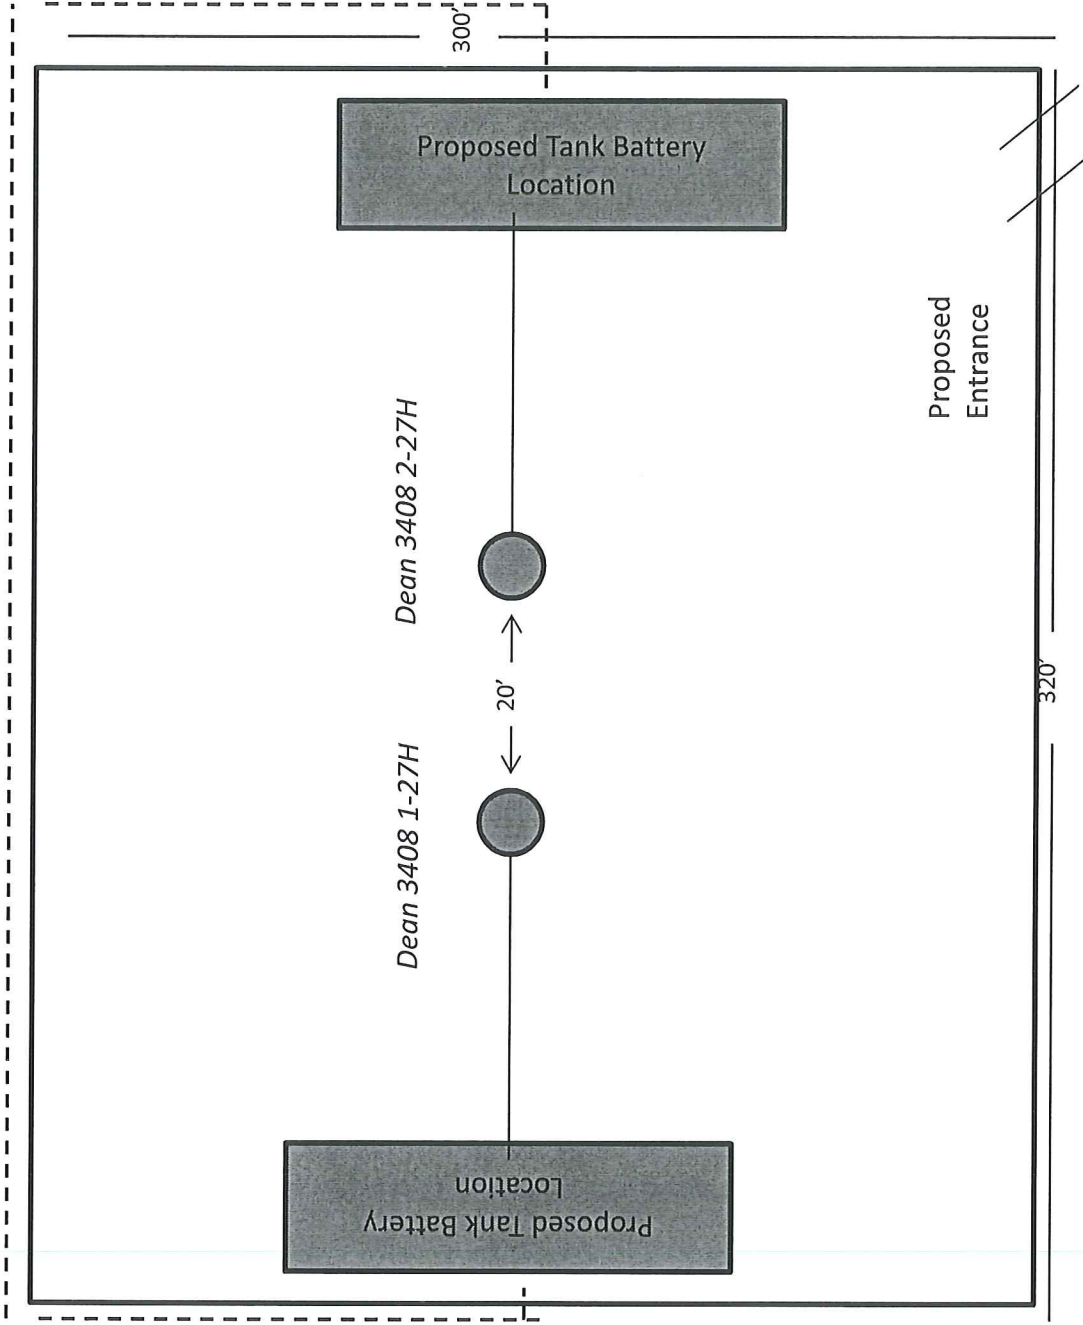 300'
Proposed Tank Battery
Location
Proposed
Entrance
Dean 3408 2-27H
20'
Dean 3408 1-27H
320'
Proposed Tank Battery
Location